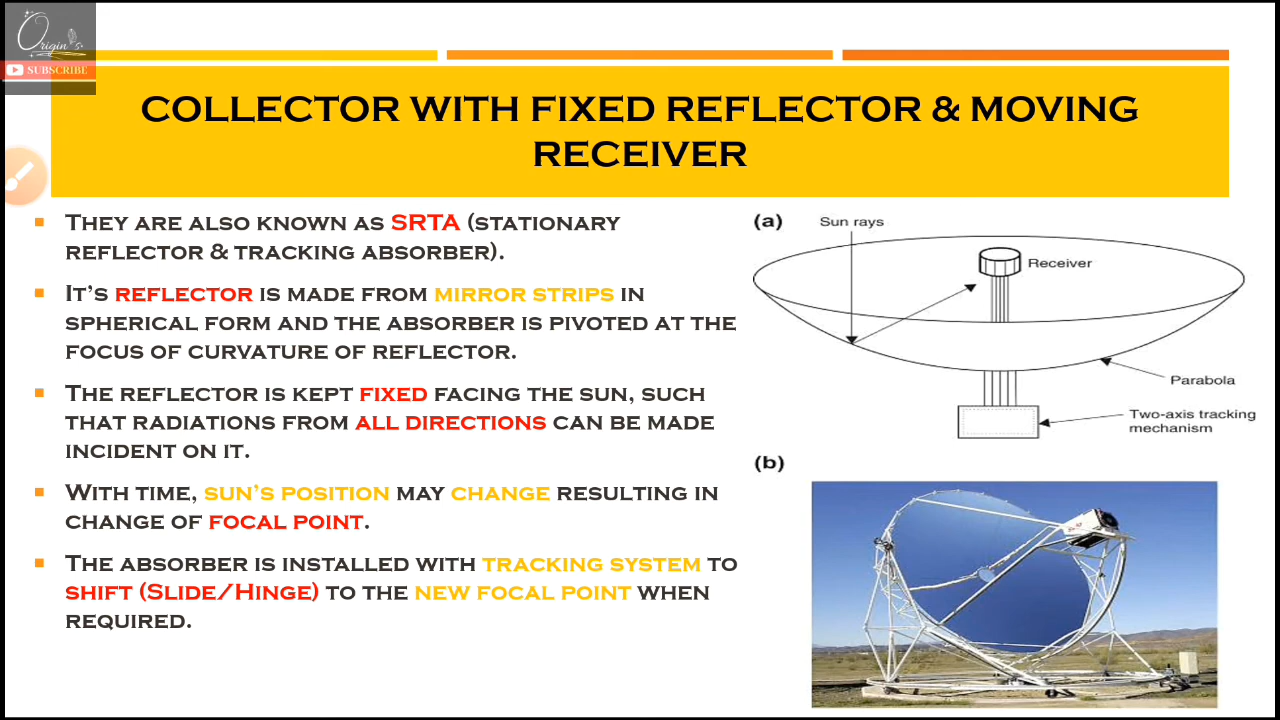 Origin's
SUBSCRIBE
COLLECTOR WITH FIXED REFLECTOR & MOVING
RECEIVER
THEY ARE ALSO KNOWN AS SRTA (STATIONARY
REFLECTOR & TRACKING ABSORBER).
IT'S REFLECTOR IS MADE FROM MIRROR STRIPS IN
SPHERICAL FORM AND THE ABSORBER IS PIVOTED AT THE
FOCUS OF CURVATURE OF REFLECTOR.
THE REFLECTOR IS KEPT FIXED FACING THE SUN, SUCH
THAT RADIATIONS FROM ALL DIRECTIONS CAN BE MADE
INCIDENT ON IT.
WITH TIME, SUN'S POSITION MAY CHANGE RESULTING IN
CHANGE OF FOCAL POINT.
THE ABSORBER IS INSTALLED WITH TRACKING SYSTEM TO
SHIFT (SLIDE/HINGE) TO THE NEW FOCAL POINT WHEN
REQUIRED.
(a)
Sun rays
Receiver
Parabola
Two-axis tracking
mechanism
(b)